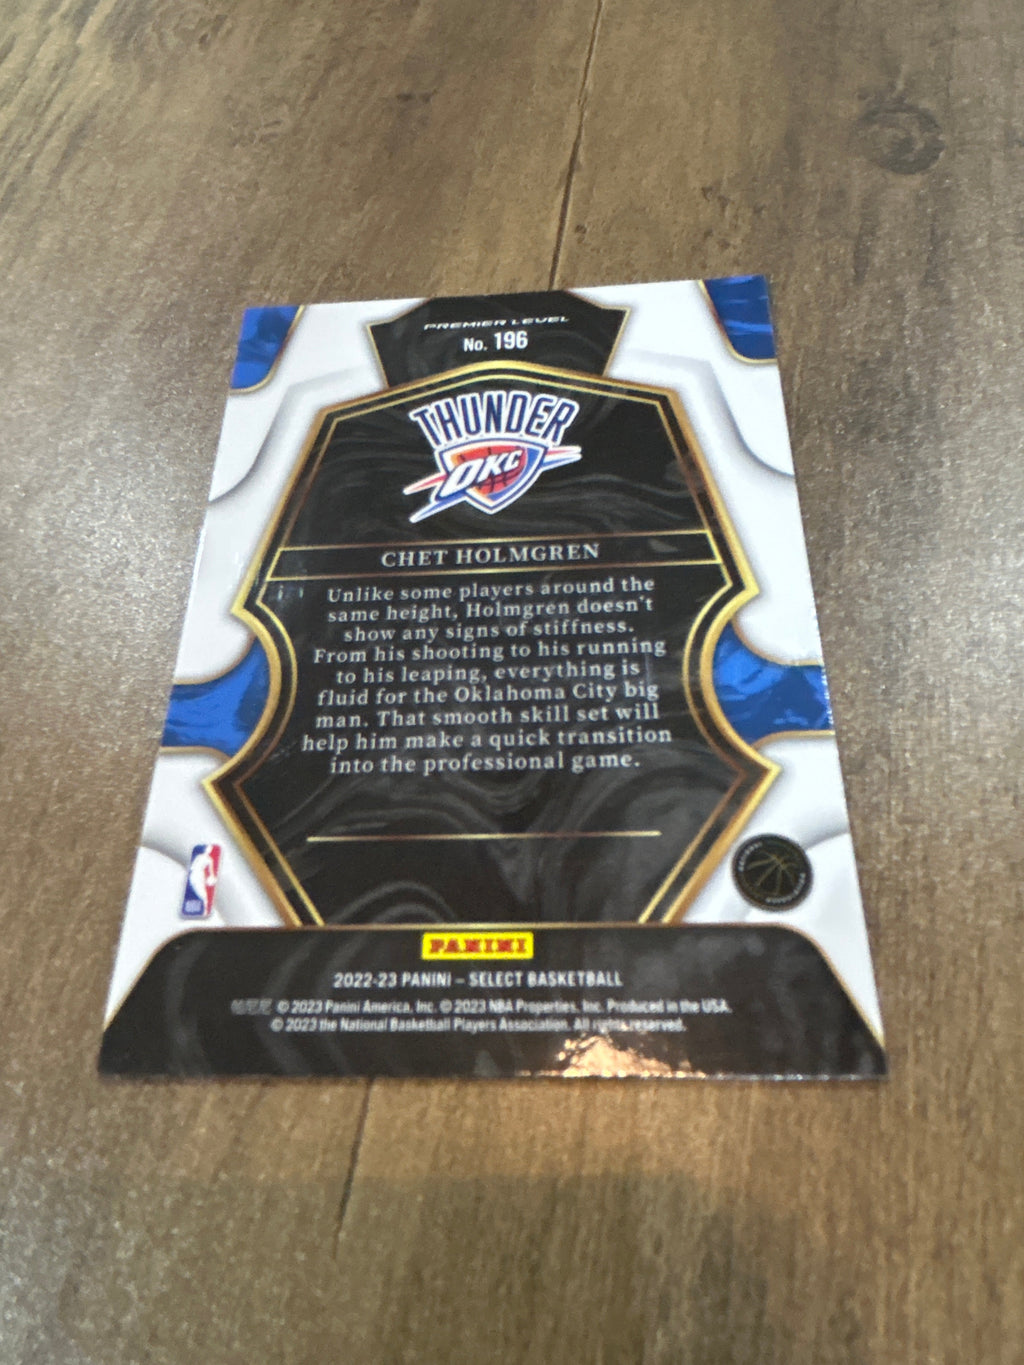 PREMIER LEVEL
No. 196
THUNDER
OKC
CHET HOLMGREN
Unlike some players around the
same height, Holmgren doesn't
show any signs of stiffness.
From his shooting to his running
to his leaping, everything is
fluid for the Oklahoma City big
man. That smooth skill set will
help him make a quick transition
into the professional game.
PANINI
2022-23 PANINI – SELECT BASKETBALL
© 2023 Panini America, Inc. © 2023 NBA Properties, Inc. Produced in the USA.
© 2023 the National Basketball Players Association. All rights reserved.